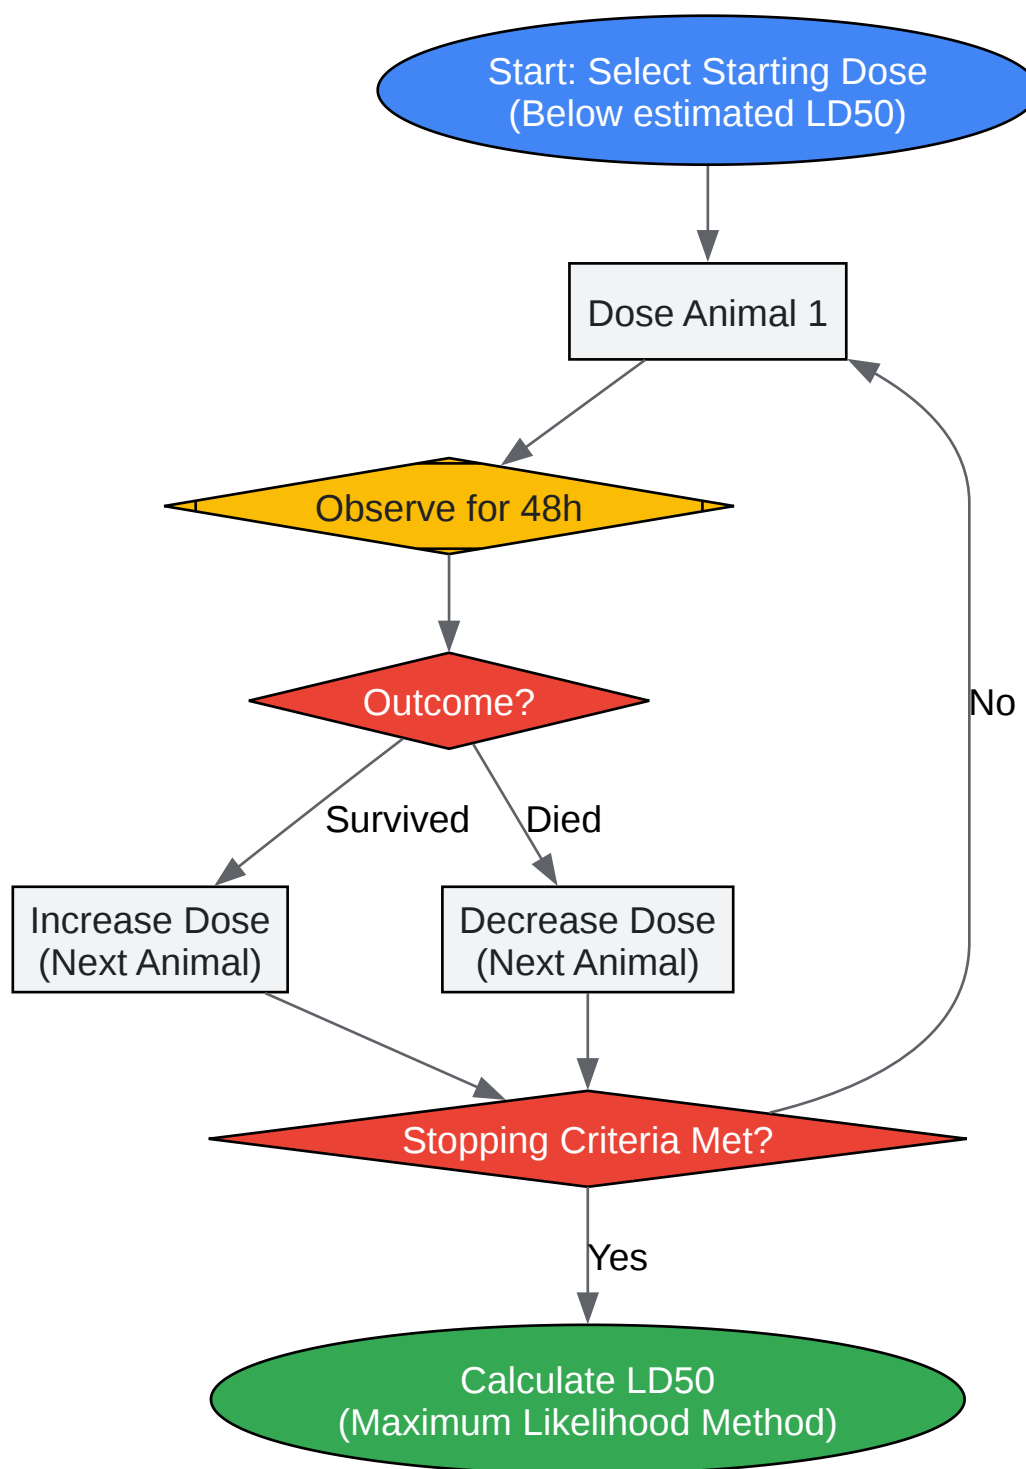 Start: Select Starting Dose
(Below estimated LD50)
Dose Animal 1
Observe for 48h
Outcome?
Survived
Died
Increase Dose
(Next Animal)
Decrease Dose
(Next Animal)
No
Stopping Criteria Met?
Yes
Calculate LD50
(Maximum Likelihood Method)